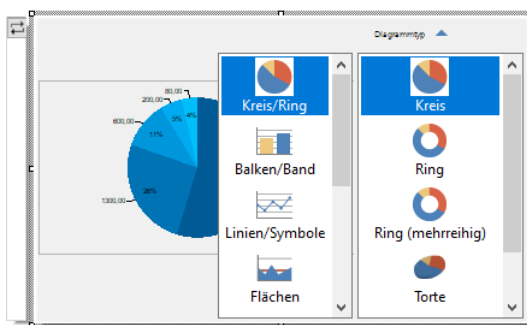 Diagrammtyp
80,00
200,00
600,00
5%
4%
11%
26%
1300,00
Kreis/Ring
Balken/Band
Linien/Symbole
Flächen
Kreis
Ring
Ring (mehrreihig)
Torte